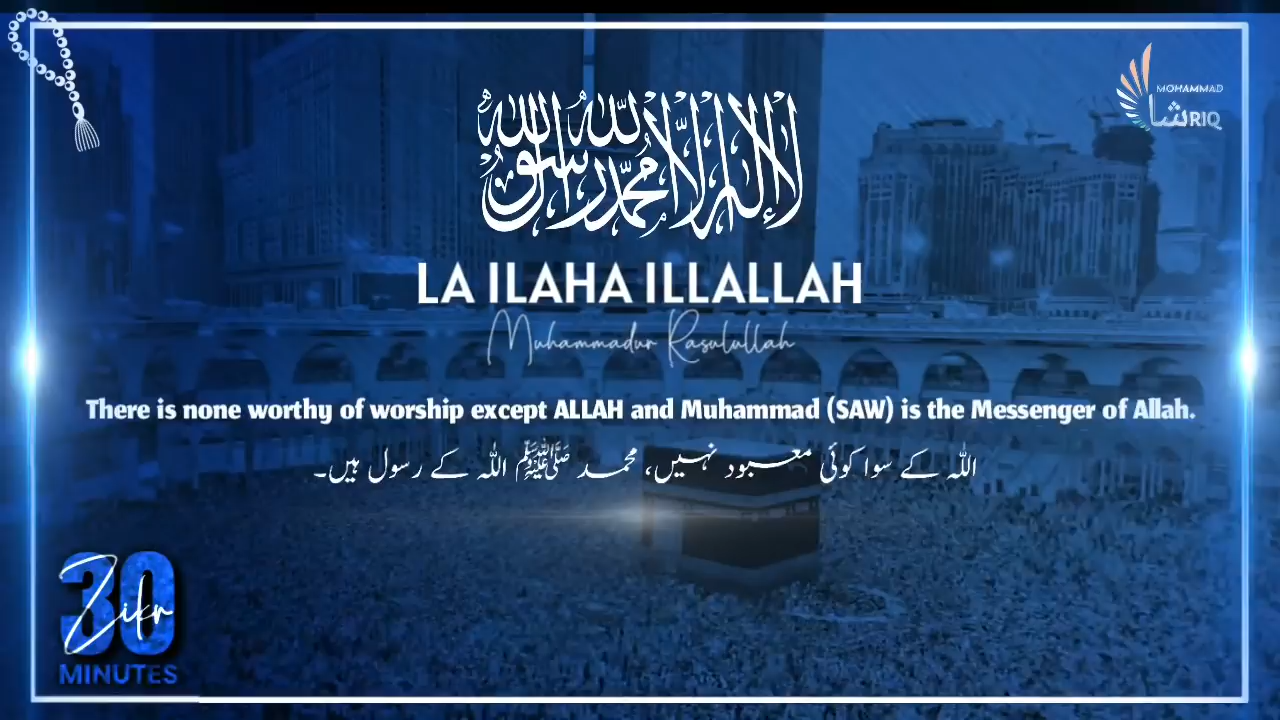 لا إله إلا الله محمد رسول الله
MOHAMMAD
شاRIQ
LA ILAHA ILLALLAH
Muhammadur Rasulullah
There is none worthy of worship except ALLAH and Muhammad (SAW) is the Messenger of Allah.
اللہ کے سوا کوئی معبود نہیں، محمد ﷺ اللہ کے رسول ہیں۔
30
Zikr
MINUTES